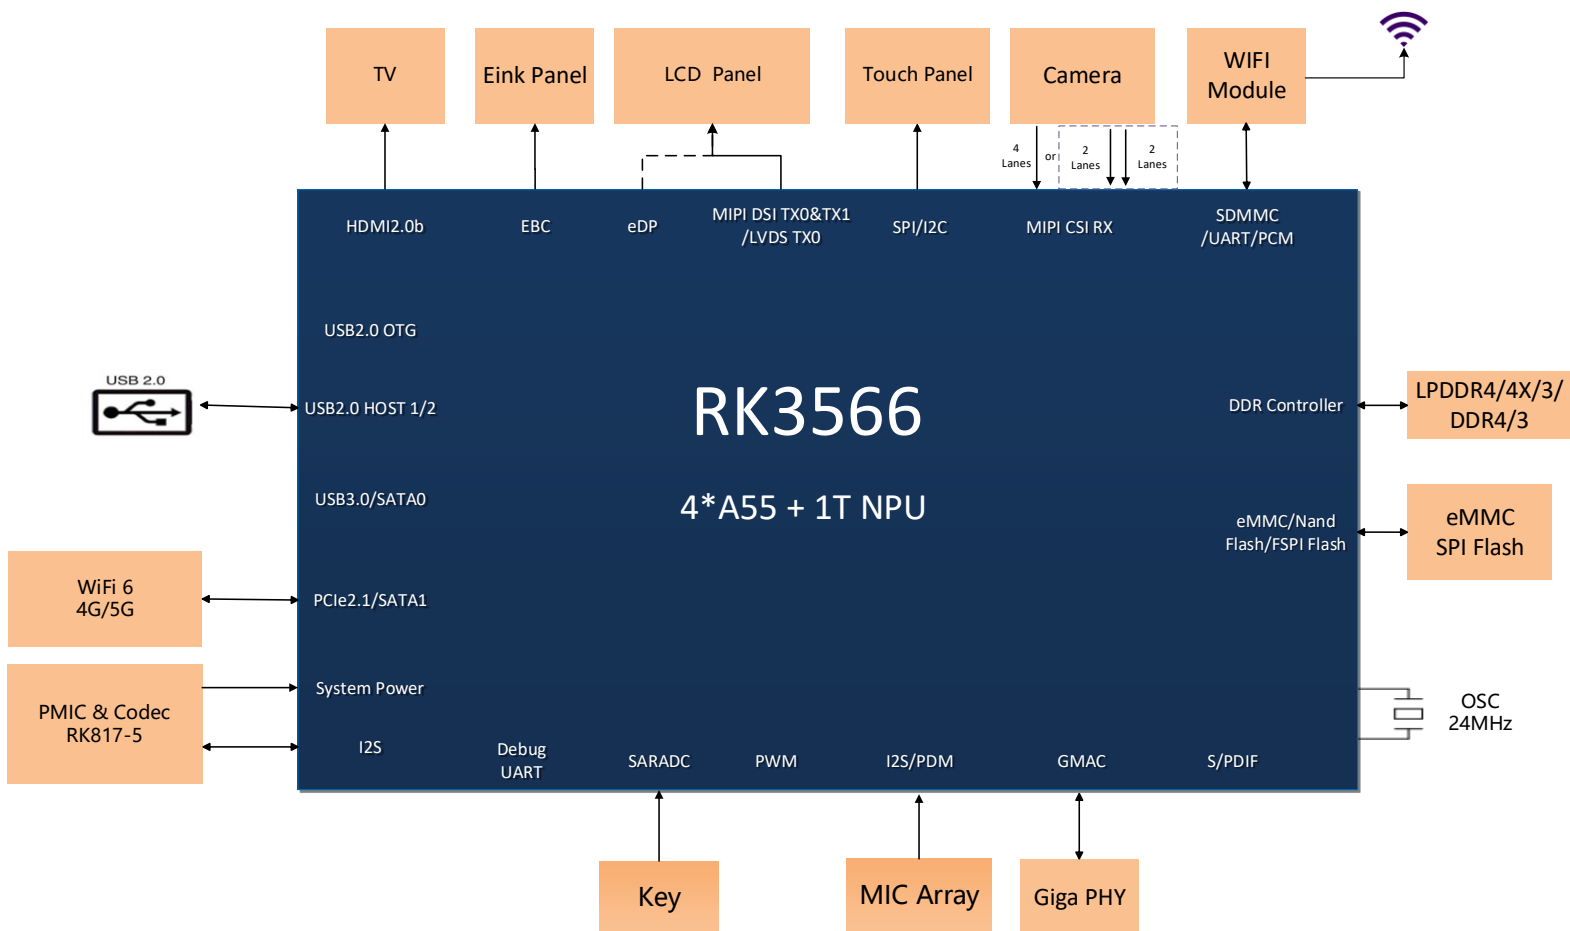 TV
Eink Panel
LCD Panel
Touch Panel
Camera
WIFI
Module
4
Lanes
or
2
Lanes
2
Lanes
HDMI2.0b
EBC
eDP
MIPI DSI TX0&TX1
/LVDS TX0
SPI/I2C
MIPI CSI RX
SDMMC
/UART/PCM
USB2.0 OTG
USB 2.0
USB2.0 HOST 1/2
RK3566
DDR Controller
LPDDR4/4X/3/
DDR4/3
USB3.0/SATA0
4*A55 + 1T NPU
eMMC/Nand
Flash/FSPI Flash
eMMC
SPI Flash
WiFi 6
4G/5G
PCIe2.1/SATA1
System Power
PMIC & Codec
RK817-5
I2S
OSC
24MHz
Debug
UART
SARADC
PWM
I2S/PDM
GMAC
S/PDIF
Key
MIC Array
Giga PHY